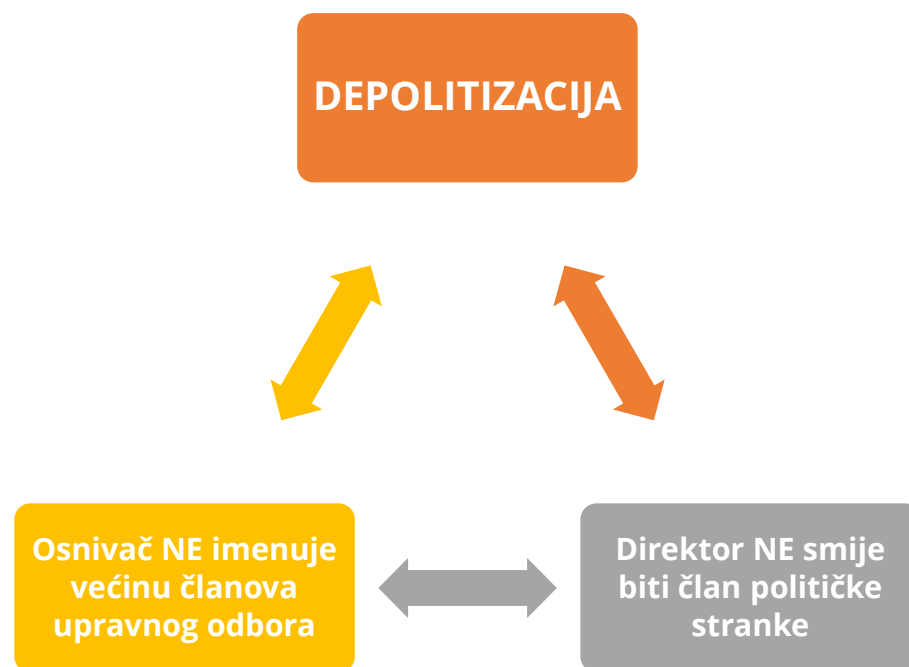 DEPOLITIZACIJA
Osnivač NE imenuje
većinu članova
upravnog odbora
Direktor NE smije
biti član političke
stranke